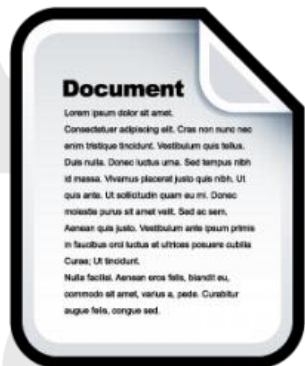 Document
Lorem ipsum dolor sit amet.
Consectetuer adipiscing elit. Cras non nunc nec
enim tristique tincidunt. Vestibulum quis tellus.
Duis nulla. Donec luctus urna. Sed tempus nibh
id massa. Vivamus placerat justo quis nibh. Ut
quis ante. Ut sollicitudin quam eu mi. Donec
molestie purus sit amet velit. Sed ac sem.
Aenean quis justo. Vestibulum ante ipsum primis
in faucibus orci luctus et ultrices posuere cubilia
Curae; Ut tincidunt.
Nulla facilisi. Aenean eros felis, blandit eu,
commodo sit amet, varius a, pede. Curabitur
augue felis, congue sed.